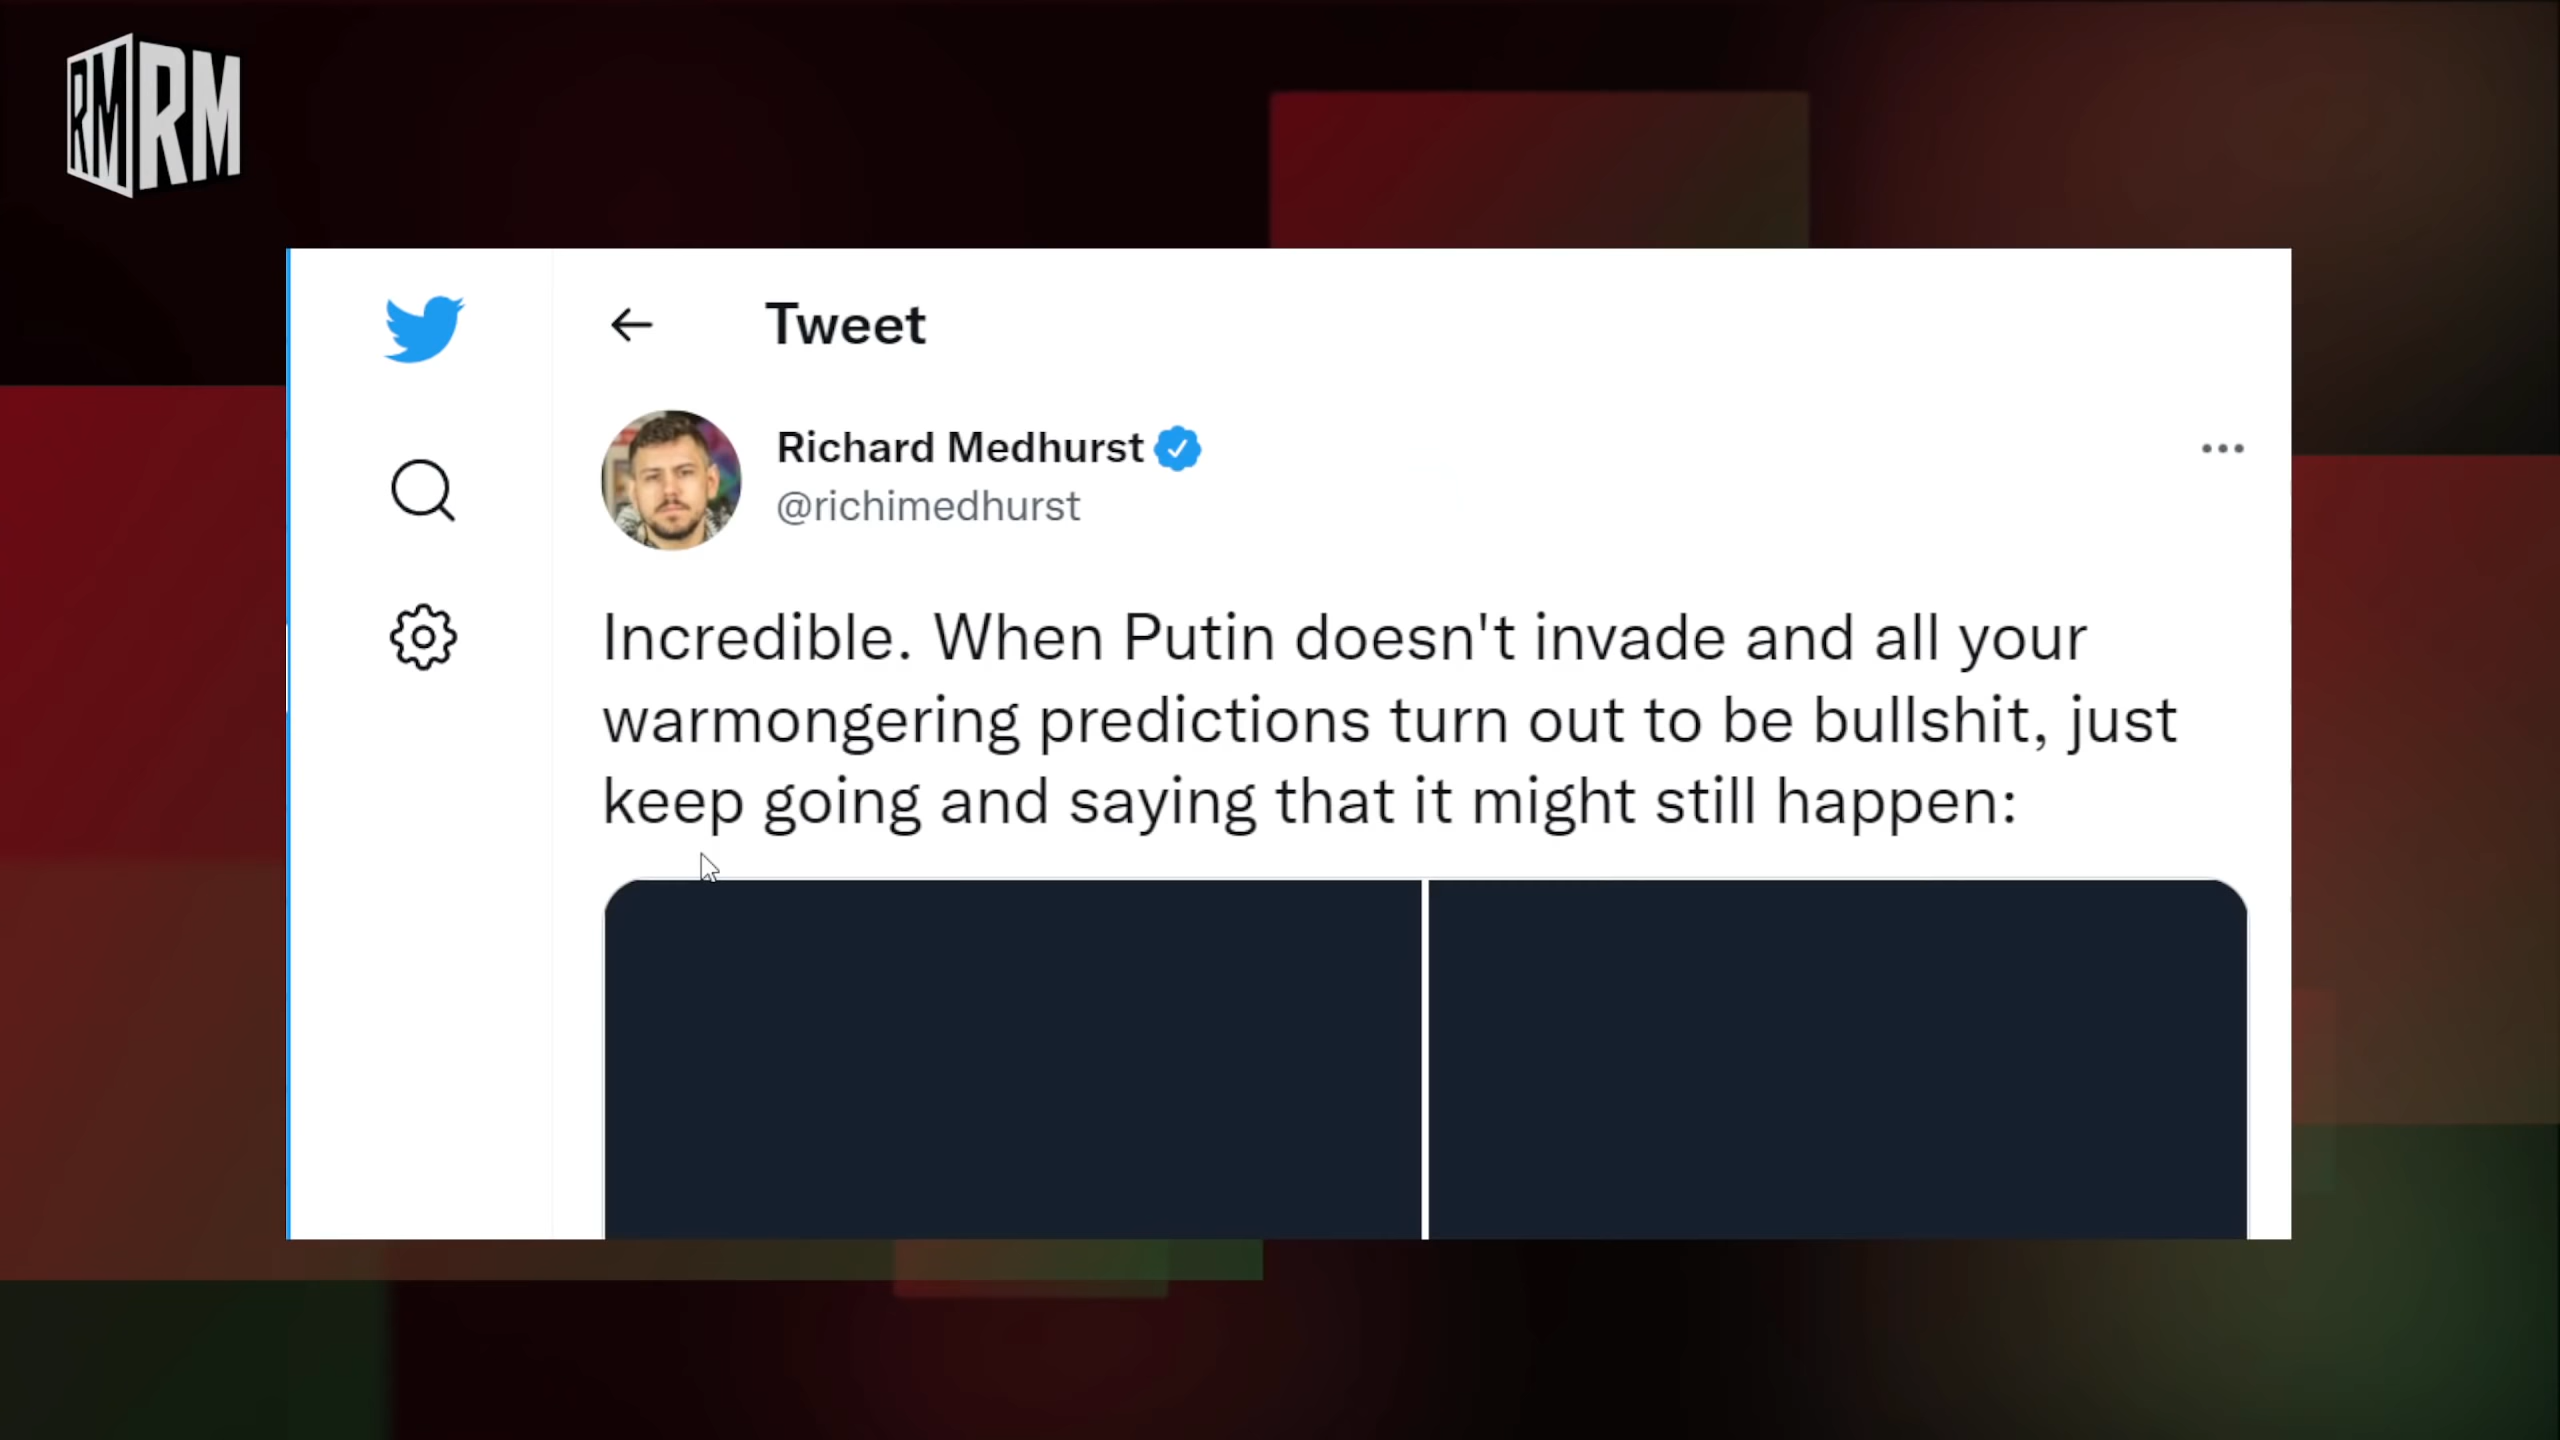 RM RM
Tweet
Richard Medhurst
@richimedhurst
Incredible. When Putin doesn't invade and all your
warmongering predictions turn out to be bullshit, just
keep going and saying that it might still happen: